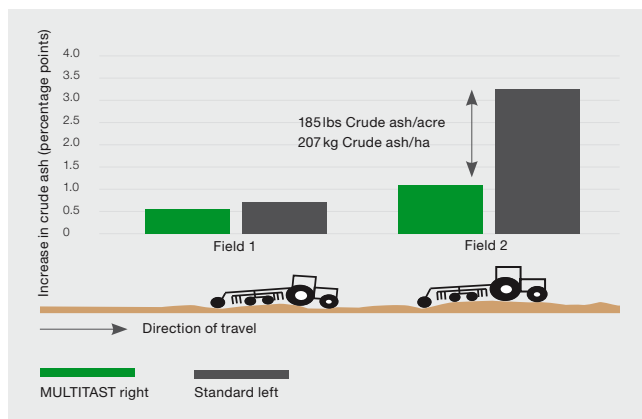 Increase in crude ash (percentage points)
4.0
3.5
3.0
2.5
2.0
1.5
1.0
0.5
0
185 lbs Crude ash/acre
207 kg Crude ash/ha
Field 1
Field 2
Direction of travel
MULTITAST right
Standard left